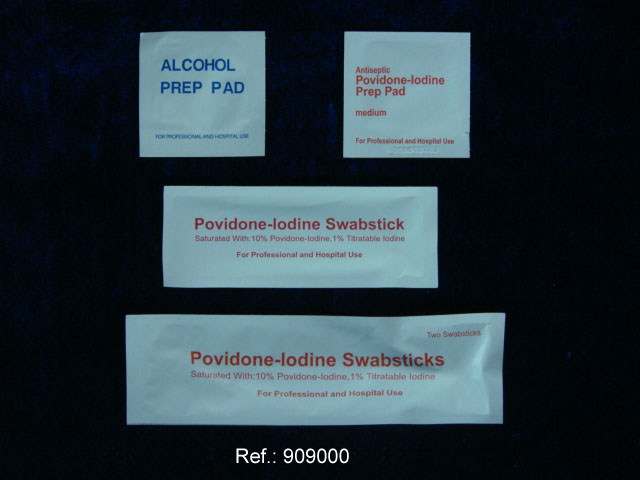 ALCOHOL
PREP PAD
FOR PROFESSIONAL AND HOSPITAL USE
Antiseptic
Povidone-Iodine
Prep Pad
medium
For Professional and Hospital Use
Povidone-Iodine Swabstick
Saturated With:10% Povidone-Iodine,1% Titratable Iodine
For Professional and Hospital Use
Two Swabsticks
Povidone-Iodine Swabsticks
Saturated With:10% Povidone-Iodine,1% Titratable Iodine
For Professional and Hospital Use
Ref.: 909000